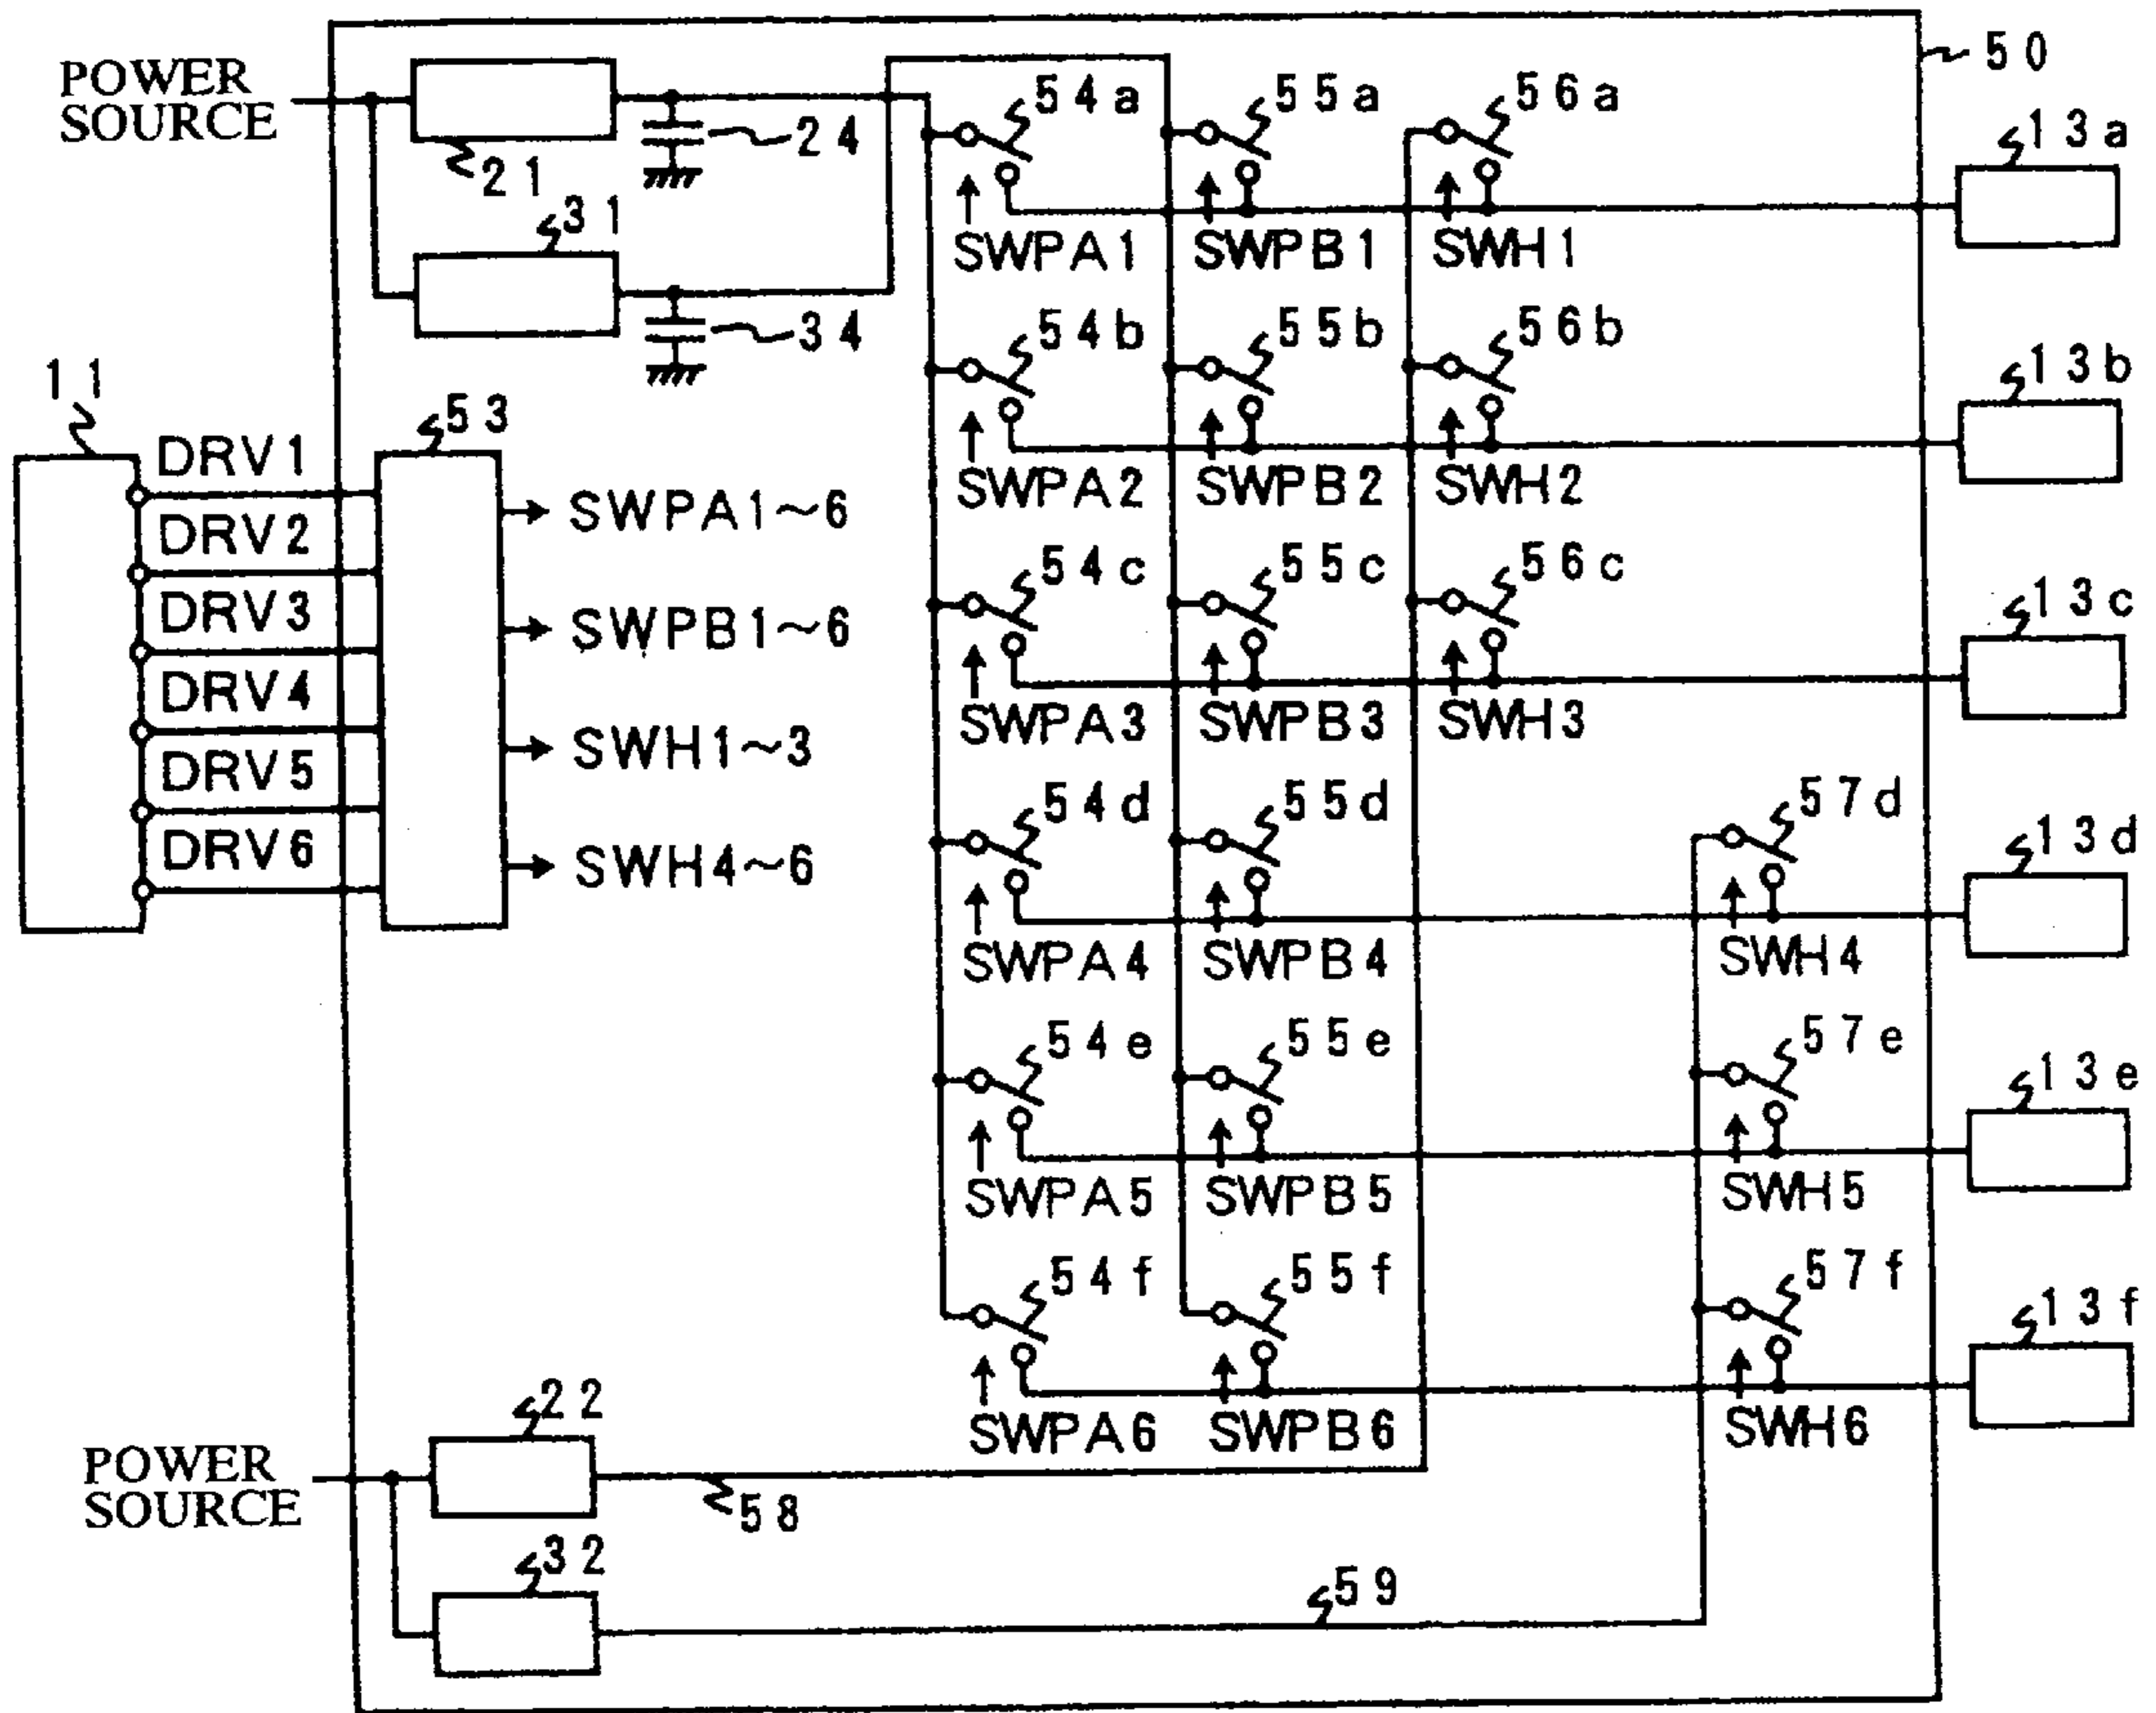 50
POWER
SOURCE
21
24
31
34
54a
55a
56a
13a
SWPA1
SWPB1
SWH1
54b
55b
56b
13b
SWPA2
SWPB2
SWH2
11
53
DRV1
DRV2
DRV3
DRV4
DRV5
DRV6
SWPA1~6
SWPB1~6
SWH1~3
SWH4~6
54c
55c
56c
13c
SWPA3
SWPB3
SWH3
54d
55d
57d
13d
SWPA4
SWPB4
SWH4
54e
55e
57e
13e
SWPA5
SWPB5
SWH5
54f
55f
57f
13f
SWPA6
SWPB6
SWH6
POWER
SOURCE
22
58
32
59